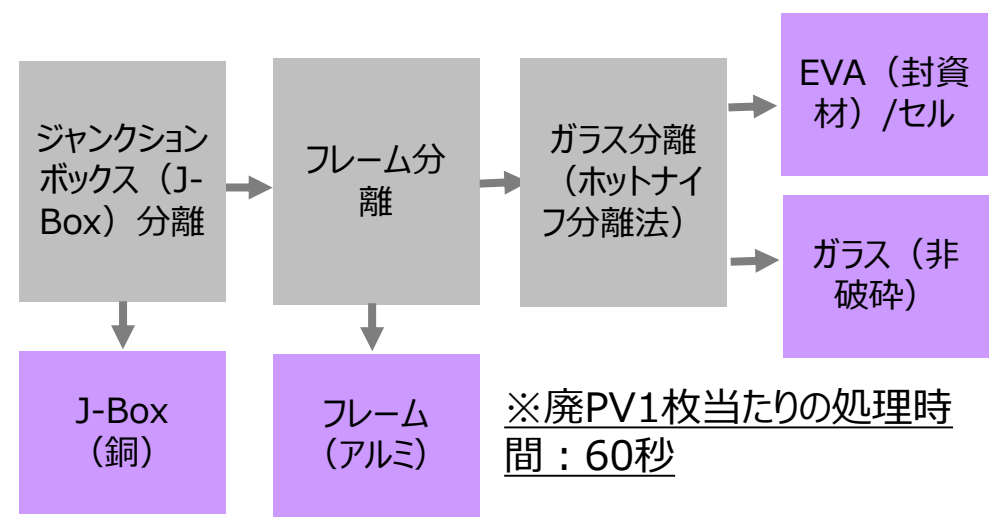 ジャンクション
ボックス（J-
Box）分離
フレーム分
離
ガラス分離
（ホットナイ
フ分離法）
EVA（封資
材）/セル
ガラス（非
破砕）
J-Box
（銅）
フレーム
（アルミ）
※廃PV1枚当たりの処理時
間：60秒